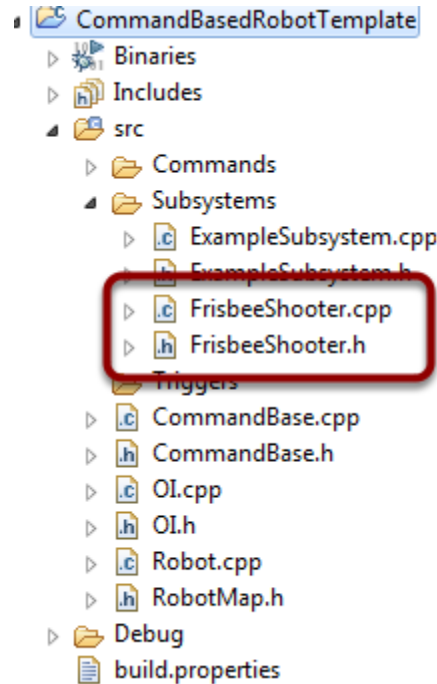 CommandBasedRobotTemplate
Binaries
Includes
src
Commands
Subsystems
ExampleSubsystem.cpp
ExampleSubsystem.h
FrisbeeShooter.cpp
FrisbeeShooter.h
Triggers
CommandBase.cpp
CommandBase.h
OI.cpp
OI.h
Robot.cpp
RobotMap.h
Debug
build.properties